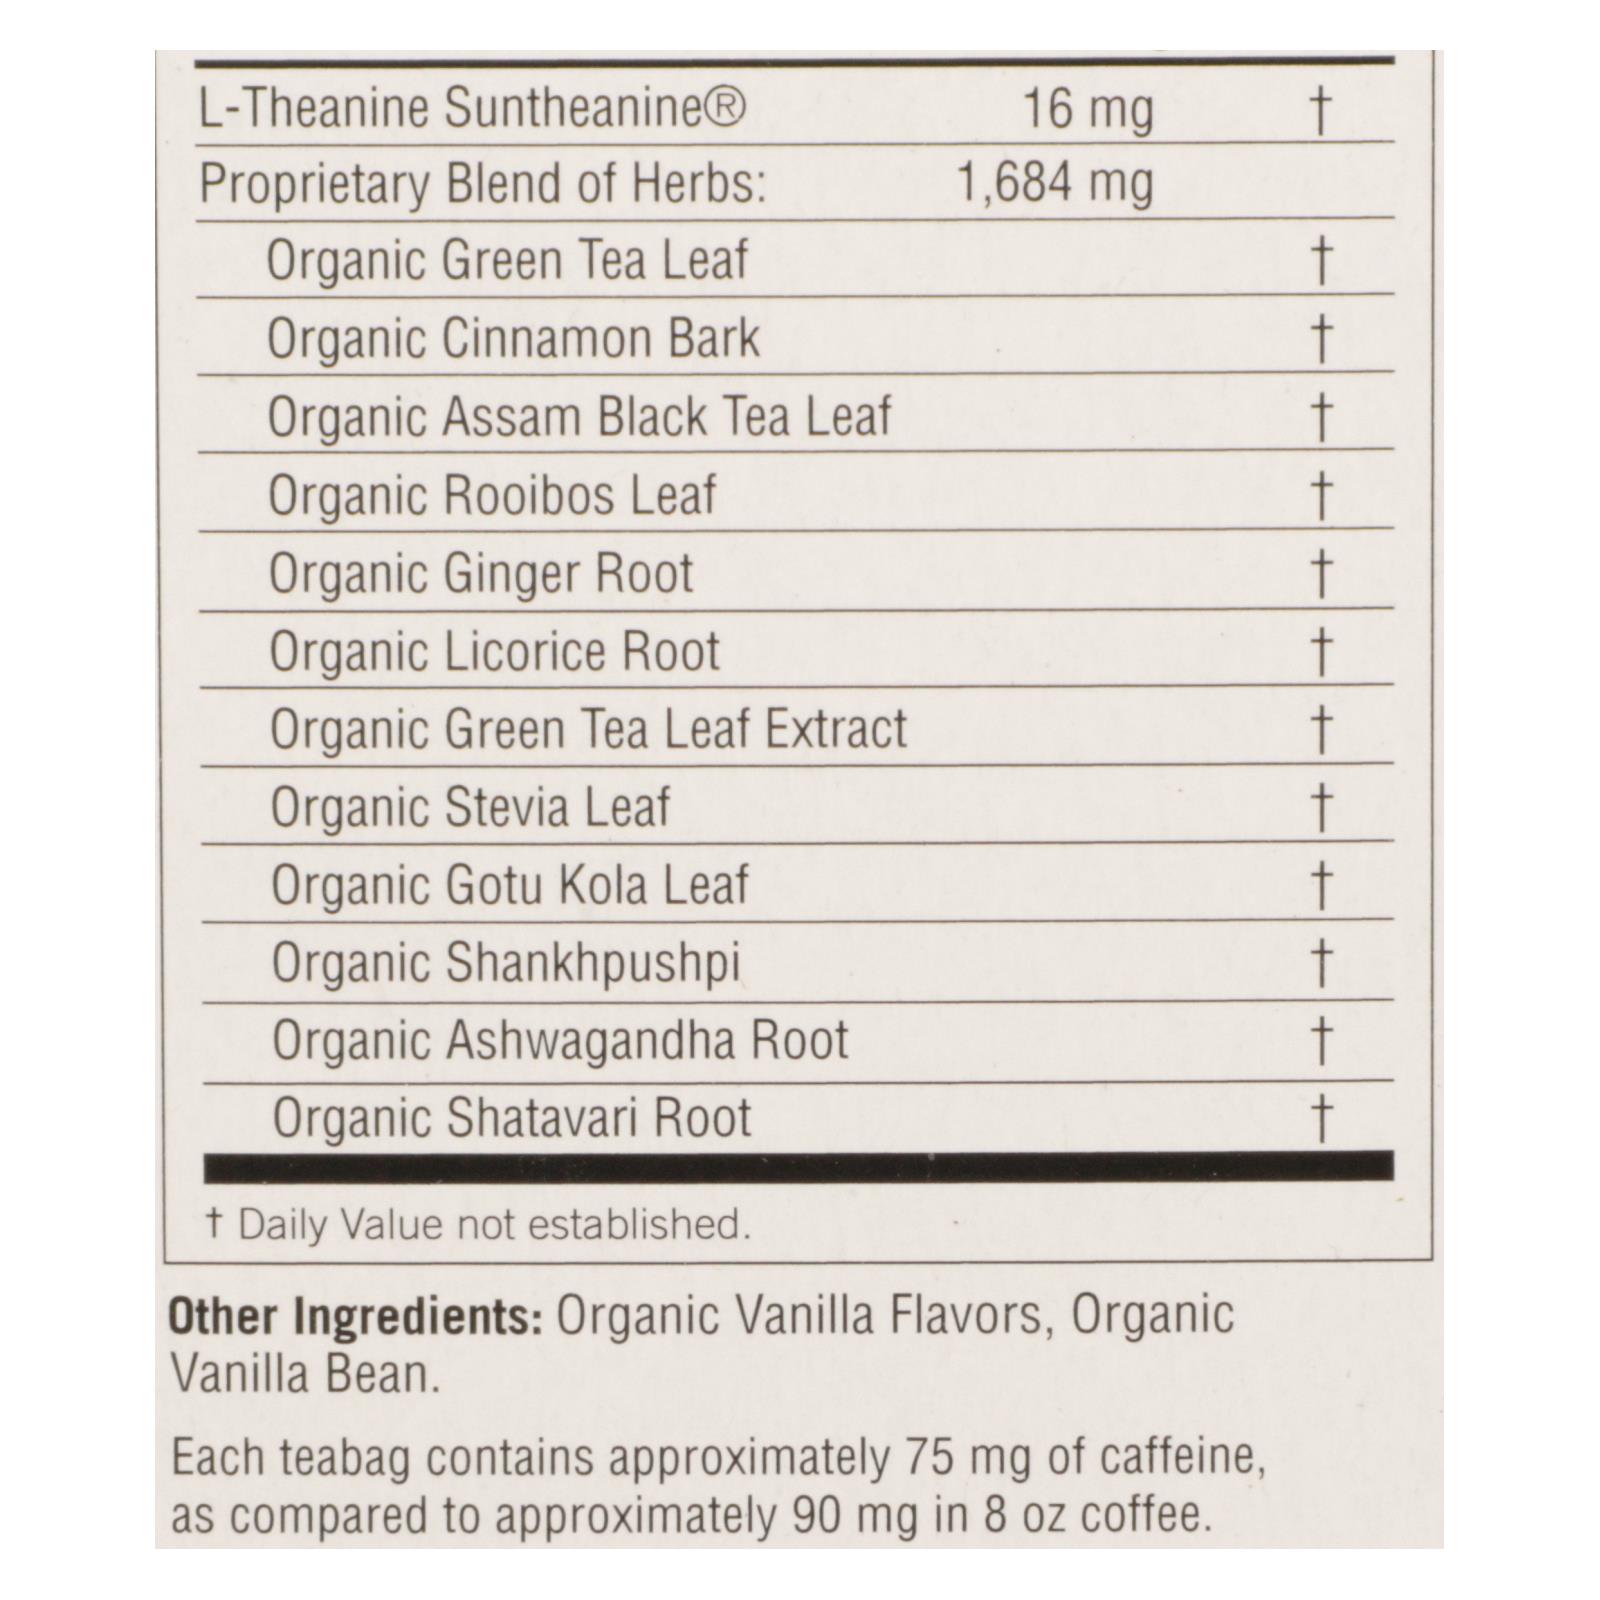 L-Theanine Suntheanine® 16 mg †
Proprietary Blend of Herbs: 1,684 mg
Organic Green Tea Leaf †
Organic Cinnamon Bark †
Organic Assam Black Tea Leaf †
Organic Rooibos Leaf †
Organic Ginger Root †
Organic Licorice Root †
Organic Green Tea Leaf Extract †
Organic Stevia Leaf †
Organic Gotu Kola Leaf †
Organic Shankhpushpi †
Organic Ashwagandha Root †
Organic Shatavari Root †
† Daily Value not established.
Other Ingredients: Organic Vanilla Flavors, Organic
Vanilla Bean.
Each teabag contains approximately 75 mg of caffeine,
as compared to approximately 90 mg in 8 oz coffee.